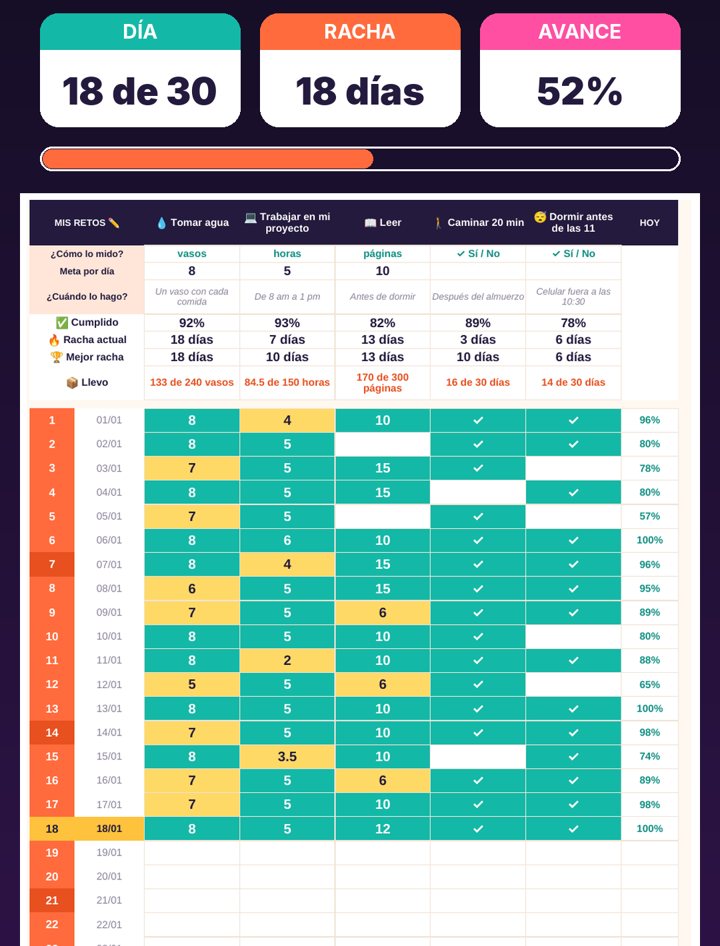 DÍA
RACHA
AVANCE
18 de 30
18 días
52%
MIS RETOS ✏️ 💧 Tomar agua 💻 Trabajar en mi proyecto 📖 Leer 🚶 Caminar 20 min 😴 Dormir antes de las 11 HOY
¿Cómo lo mido? vasos horas páginas ✓ Sí / No ✓ Sí / No
Meta por día 8 5 10
¿Cuándo lo hago? Un vaso con cada comida De 8 am a 1 pm Antes de dormir Después del almuerzo Celular fuera a las 10:30
✅ Cumplido 92% 93% 82% 89% 78%
🔥 Racha actual 18 días 7 días 13 días 3 días 6 días
🏆 Mejor racha 18 días 10 días 13 días 10 días 6 días
📦 Llevo 133 de 240 vasos 84.5 de 150 horas 170 de 300 páginas 16 de 30 días 14 de 30 días
1 01/01 8 4 10 ✓ ✓ 96%
2 02/01 8 5 ✓ ✓ 80%
3 03/01 7 5 15 ✓ 78%
4 04/01 8 5 15 ✓ 80%
5 05/01 7 5 ✓ 57%
6 06/01 8 6 10 ✓ ✓ 100%
7 07/01 8 4 15 ✓ ✓ 96%
8 08/01 6 5 15 ✓ ✓ 95%
9 09/01 7 5 6 ✓ ✓ 89%
10 10/01 8 5 10 ✓ 80%
11 11/01 8 2 10 ✓ ✓ 88%
12 12/01 5 5 6 ✓ 65%
13 13/01 8 5 10 ✓ ✓ 100%
14 14/01 7 5 10 ✓ ✓ 98%
15 15/01 8 3.5 10 ✓ 74%
16 16/01 7 5 6 ✓ ✓ 89%
17 17/01 7 5 10 ✓ ✓ 98%
18 18/01 8 5 12 ✓ ✓ 100%
19 19/01
20 20/01
21 21/01
22 22/01